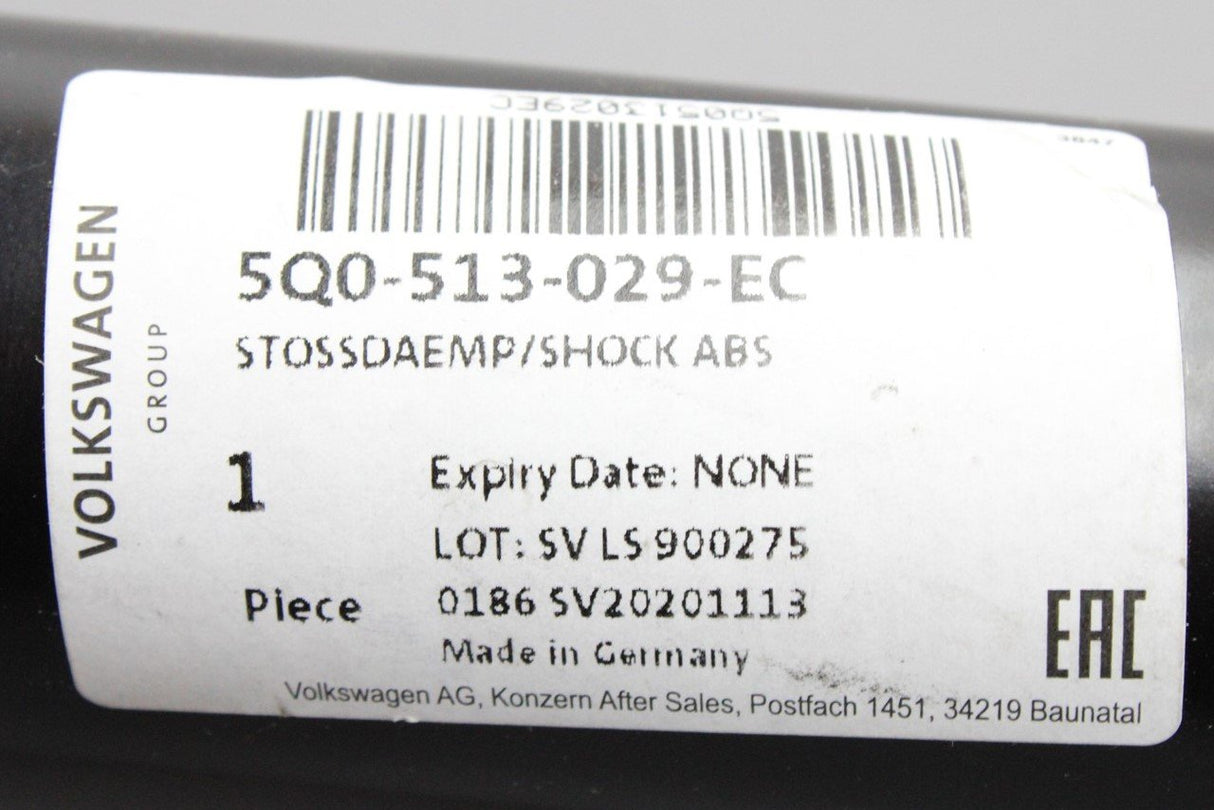 5Q0513029EC
3847
VOLKSWAGEN
GROUP
5Q0-513-029-EC
STOSSDAEMP/SHOCK ABS
1
Piece
Expiry Date: NONE
LOT: SV LS 900275
0186 SV20201113
Made in Germany
EAC
Volkswagen AG, Konzern After Sales, Postfach 1451, 34219 Baunatal